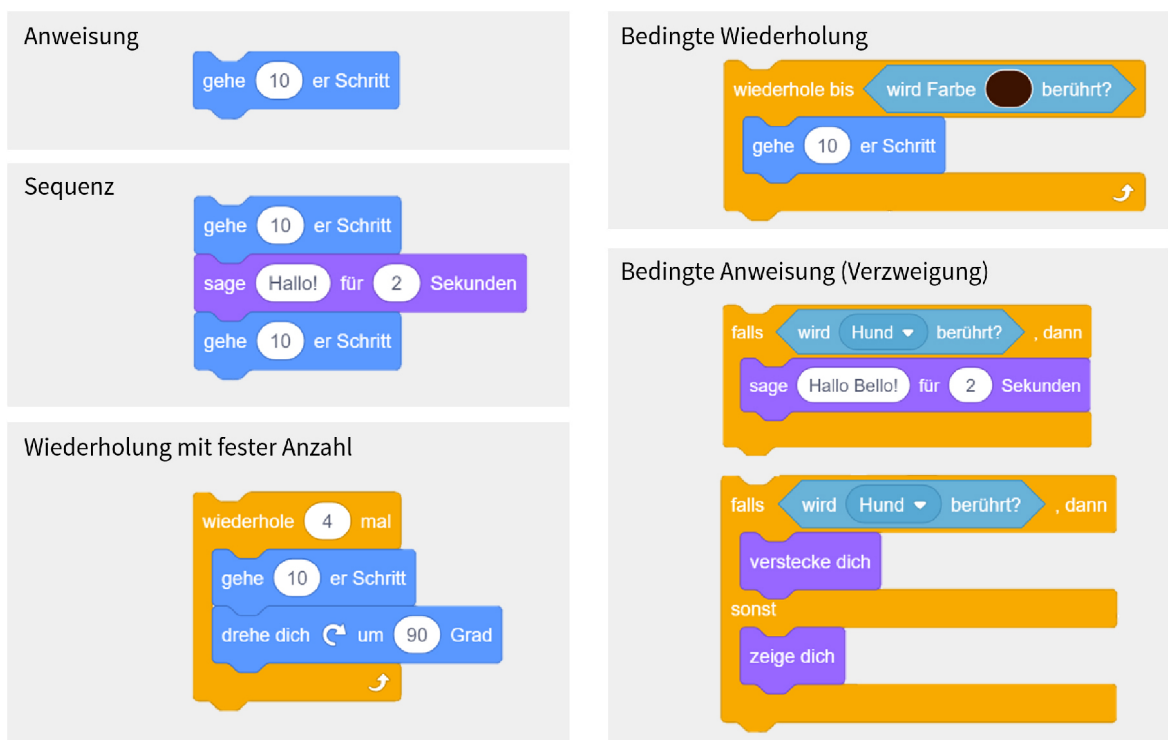 Anweisung
gehe 10 er Schritt
Sequenz
gehe 10 er Schritt
sage Hallo! für 2 Sekunden
gehe 10 er Schritt
Wiederholung mit fester Anzahl
wiederhole 4 mal
gehe 10 er Schritt
drehe dich um 90 Grad
Bedingte Wiederholung
wiederhole bis wird Farbe berührt?
gehe 10 er Schritt
Bedingte Anweisung (Verzweigung)
falls wird Hund berührt? , dann
sage Hallo Bello! für 2 Sekunden
falls wird Hund berührt? , dann
verstecke dich
sonst
zeige dich